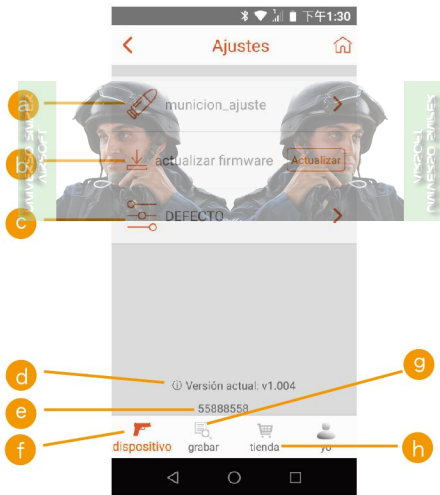 下午1:30
Ajustes
a
municion_ajuste
b
actualizar firmware
Actualizar
c
DEFECTO
g
d
Versión actual: v1.004
e
55888558
f
dispositivo
grabar
tienda
yo
h